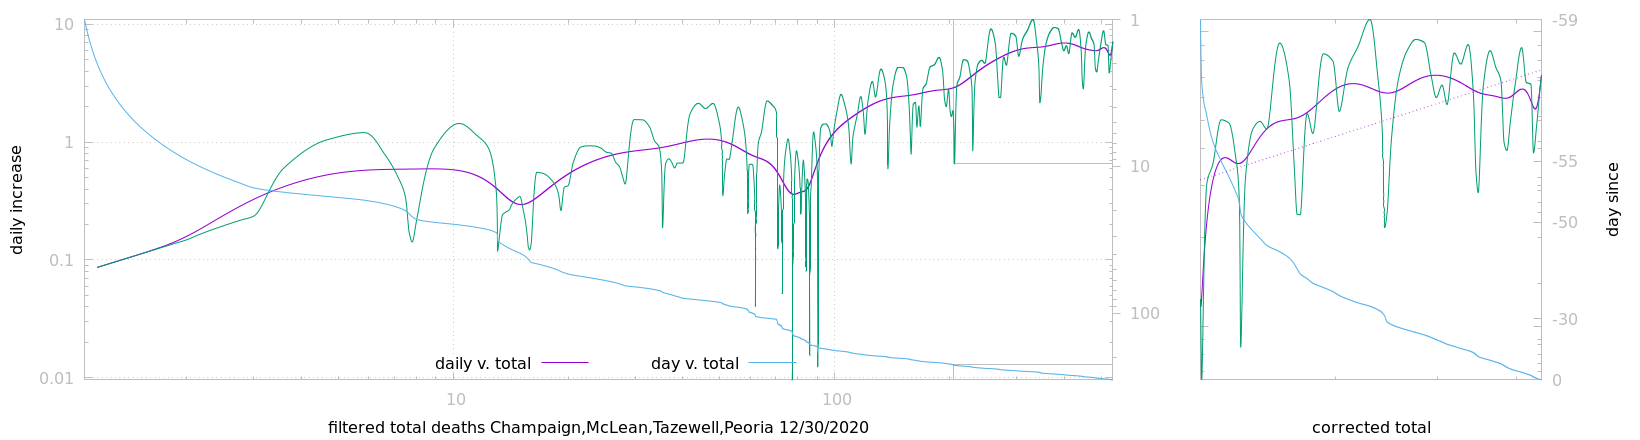 10
1
0.1
0.01
daily increase
daily v. total
day v. total
10
100
1
10
100
filtered total deaths Champaign,McLean,Tazewell,Peoria 12/30/2020
-59
-55
-50
-30
0
day since
corrected total